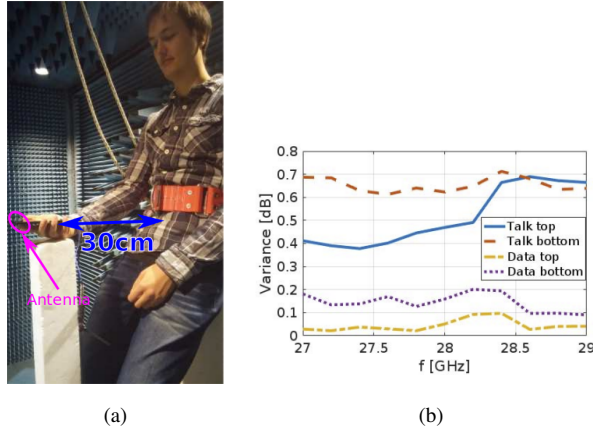 30cm
Antenna
(a)
0.8
0.7
0.6
0.5
0.4
0.3
0.2
0.1
0
Variance [dB]
Talk top
Talk bottom
Data top
Data bottom
27
27.5
28
28.5
29
f [GHz]
(b)